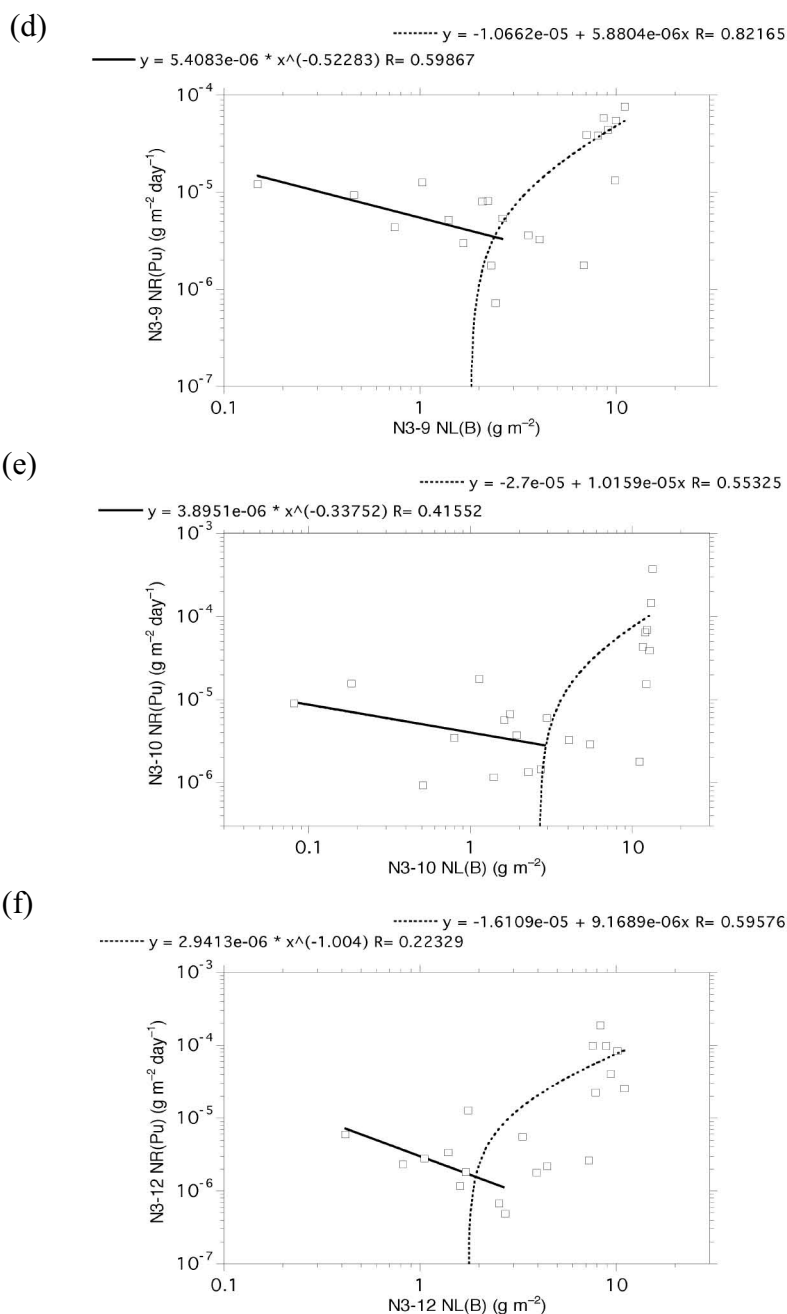 (d)
y = -1.0662e-05 + 5.8804e-06x R= 0.82165
y = 5.4083e-06 * x^(-0.52283) R= 0.59867
10⁻⁴
10⁻⁵
10⁻⁶
10⁻⁷
N3-9 NR(Pu) (g m⁻² day⁻¹)
0.1 1 10
N3-9 NL(B) (g m⁻²)
(e)
y = -2.7e-05 + 1.0159e-05x R= 0.55325
y = 3.8951e-06 * x^(-0.33752) R= 0.41552
10⁻³
10⁻⁴
10⁻⁵
10⁻⁶
N3-10 NR(Pu) (g m⁻² day⁻¹)
0.1 1 10
N3-10 NL(B) (g m⁻²)
(f)
y = -1.6109e-05 + 9.1689e-06x R= 0.59576
y = 2.9413e-06 * x^(-1.004) R= 0.22329
10⁻³
10⁻⁴
10⁻⁵
10⁻⁶
10⁻⁷
N3-12 NR(Pu) (g m⁻² day⁻¹)
0.1 1 10
N3-12 NL(B) (g m⁻²)